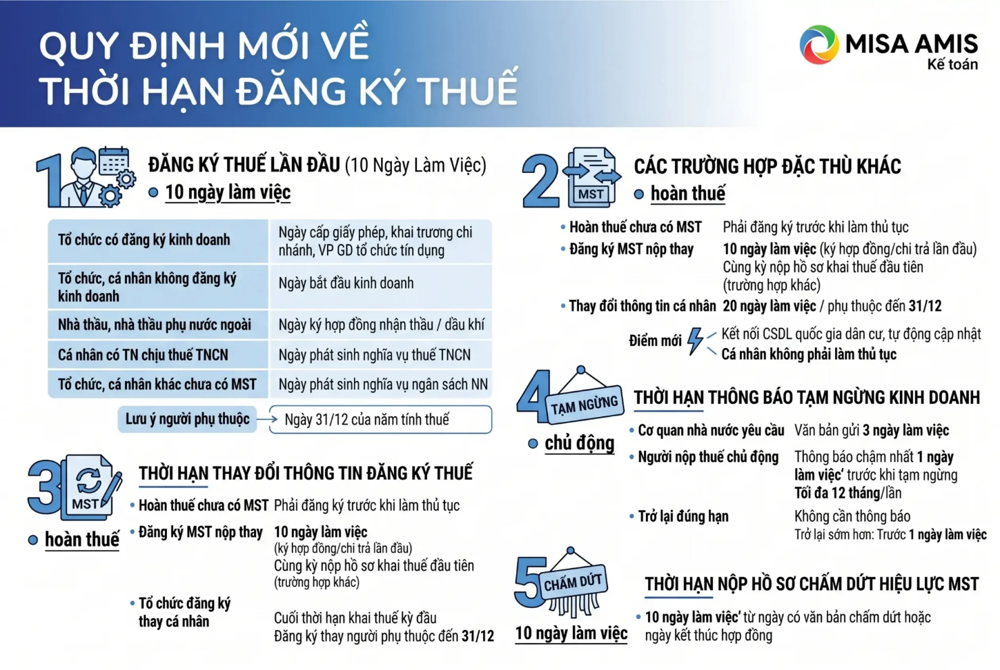 QUY ĐỊNH MỚI VỀ
THỜI HẠN ĐĂNG KÝ THUẾ
MISA AMIS
Kế toán
1
ĐĂNG KÝ THUẾ LẦN ĐẦU (10 Ngày Làm Việc)
• 10 ngày làm việc
Tổ chức có đăng ký kinh doanh
Ngày cấp giấy phép, khai trương chi
nhánh, VP GD tổ chức tín dụng
Tổ chức, cá nhân không đăng ký
kinh doanh
Ngày bắt đầu kinh doanh
Nhà thầu, nhà thầu phụ nước ngoài
Ngày ký hợp đồng nhận thầu / dầu khí
Cá nhân có TN chịu thuế TNCN
Ngày phát sinh nghĩa vụ thuế TNCN
Tổ chức, cá nhân khác chưa có MST
Ngày phát sinh nghĩa vụ ngân sách NN
Lưu ý người phụ thuộc
Ngày 31/12 của năm tính thuế
2
MST
CÁC TRƯỜNG HỢP ĐẶC THÙ KHÁC
• hoàn thuế
• Hoàn thuế chưa có MST
Phải đăng ký trước khi làm thủ tục
• Đăng ký MST nộp thay
10 ngày làm việc (ký hợp đồng/chi trả lần đầu)
Cùng kỳ nộp hồ sơ khai thuế đầu tiên
(trường hợp khác)
• Thay đổi thông tin cá nhân
20 ngày làm việc / phụ thuộc đến 31/12
Điểm mới
Kết nối CSDL quốc gia dân cư, tự động cập nhật
Cá nhân không phải làm thủ tục
3
MST
• hoàn thuế
THỜI HẠN THAY ĐỔI THÔNG TIN ĐĂNG KÝ THUẾ
• Hoàn thuế chưa có MST
Phải đăng ký trước khi làm thủ tục
• Đăng ký MST nộp thay
10 ngày làm việc
(ký hợp đồng/chi trả lần đầu)
Cùng kỳ nộp hồ sơ khai thuế đầu tiên
(trường hợp khác)
• Tổ chức đăng ký
thay cá nhân
Cuối thời hạn khai thuế kỳ đầu
Đăng ký thay người phụ thuộc đến 31/12
4
TẠM NGỪNG
• chủ động
THỜI HẠN THÔNG BÁO TẠM NGỪNG KINH DOANH
• Cơ quan nhà nước yêu cầu
Văn bản gửi 3 ngày làm việc
• Người nộp thuế chủ động
Thông báo chậm nhất 1 ngày
làm việc‘ trước khi tạm ngừng
Tối đa 12 tháng/lần
• Trở lại đúng hạn
Không cần thông báo
Trở lại sớm hơn: Trước 1 ngày làm việc
5
CHẤM DỨT
10 ngày làm việc
THỜI HẠN NỘP HỒ SƠ CHẤM DỨT HIỆU LỰC MST
• 10 ngày làm việc’ từ ngày có văn bản chấm dứt hoặc
ngày kết thúc hợp đồng